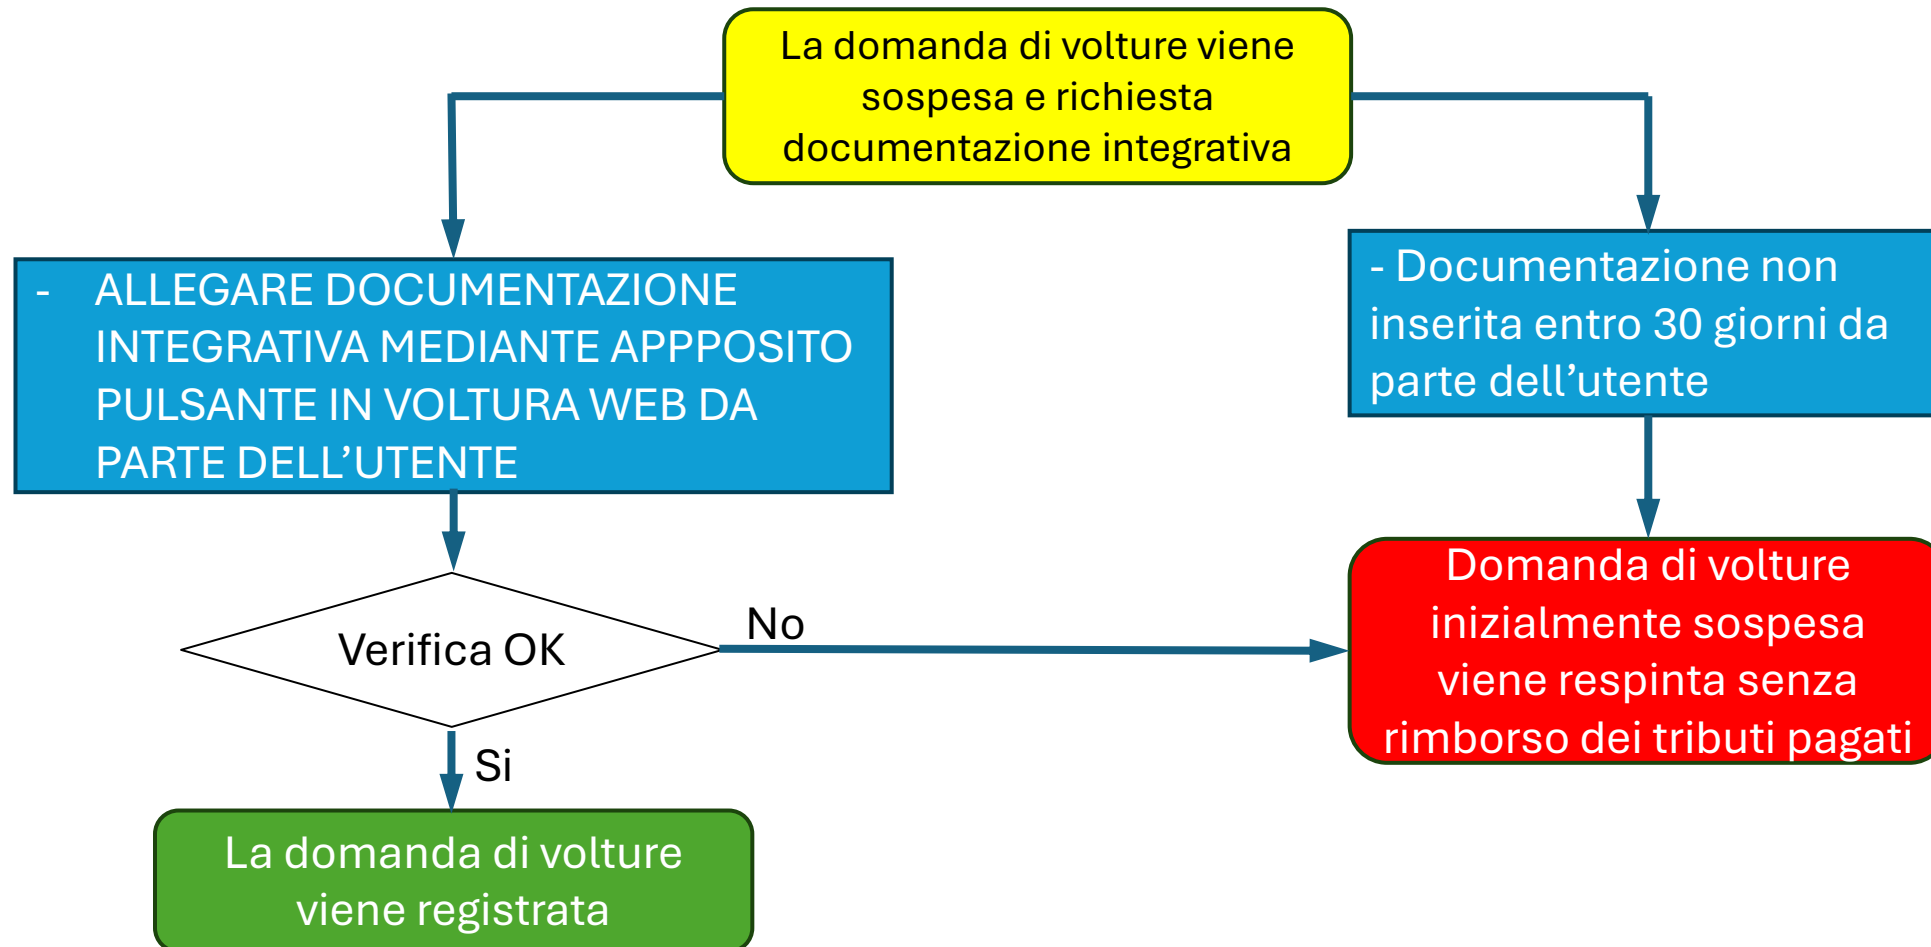 La domanda di volture viene
sospesa e richiesta
documentazione integrativa
- ALLEGARE DOCUMENTAZIONE
INTEGRATIVA MEDIANTE APPPOSITO
PULSANTE IN VOLTURA WEB DA
PARTE DELL’UTENTE
- Documentazione non
inserita entro 30 giorni da
parte dell’utente
Verifica OK
No
Domanda di volture
inizialmente sospesa
viene respinta senza
rimborso dei tributi pagati
Si
La domanda di volture
viene registrata